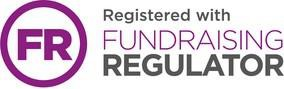 FR
Registered with
FUNDRAISING
REGULATOR